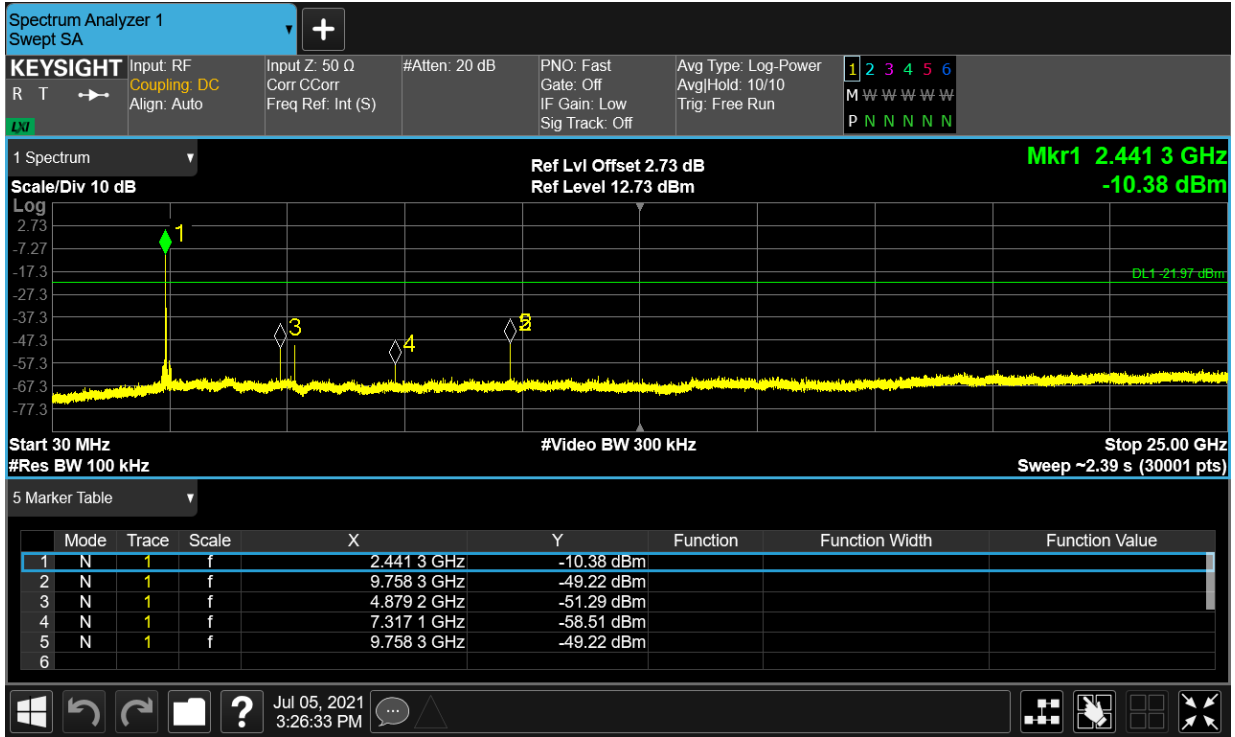 Spectrum Analyzer 1
Swept SA
KEYSIGHT Input: RF Input Z: 50 Ω #Atten: 20 dB PNO: Fast Avg Type: Log-Power 1 2 3 4 5 6
R T Coupling: DC Corr CCorr Gate: Off Avg|Hold: 10/10 M W W W W W
Align: Auto Freq Ref: Int (S) IF Gain: Low Trig: Free Run
LXI Sig Track: Off P N N N N N N
1 Spectrum Ref Lvl Offset 2.73 dB Mkr1 2.441 3 GHz
Scale/Div 10 dB Ref Level 12.73 dBm -10.38 dBm
Log
2.73
1
-7.27
-17.3
DL1 -21.97 dBm
-27.3
-37.3
3
5
-47.3
4
-57.3
-67.3
-77.3
Start 30 MHz #Video BW 300 kHz Stop 25.00 GHz
#Res BW 100 kHz Sweep ~2.39 s (30001 pts)
5 Marker Table
Mode Trace Scale X Y Function Function Width Function Value
1 N 1 f 2.441 3 GHz -10.38 dBm
2 N 1 f 9.758 3 GHz -49.22 dBm
3 N 1 f 4.879 2 GHz -51.29 dBm
4 N 1 f 7.317 1 GHz -58.51 dBm
5 N 1 f 9.758 3 GHz -49.22 dBm
6
? Jul 05, 2021
3:26:33 PM